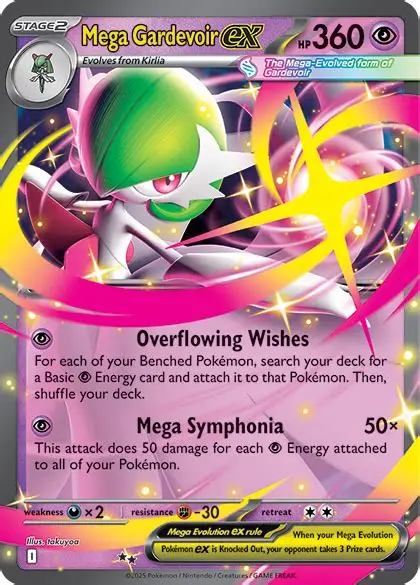 STAGE2 Mega Gardevoir ex HP 360
Evolves from Kirlia
The Mega-Evolved form of
Gardevoir
Overflowing Wishes
For each of your Benched Pokémon, search your deck for
a Basic Energy card and attach it to that Pokémon. Then,
shuffle your deck.
Mega Symphonia 50×
This attack does 50 damage for each Energy attached
to all of your Pokémon.
weakness ×2 resistance -30 retreat
Illus. takuyoa
Mega Evolution ex rule
When your Mega Evolution
Pokémon ex is Knocked Out, your opponent takes 3 Prize cards.
I
©2025 Pokémon / Nintendo / Creatures / GAME FREAK